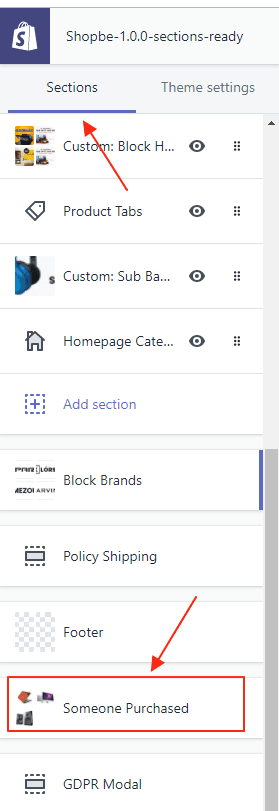 Shopbe-1.0.0-sections-ready
Sections Theme settings
Custom: Block H...
Product Tabs
Custom: Sub Ba...
Homepage Cate...
Add section
Block Brands
Policy Shipping
Footer
Someone Purchased
GDPR Modal